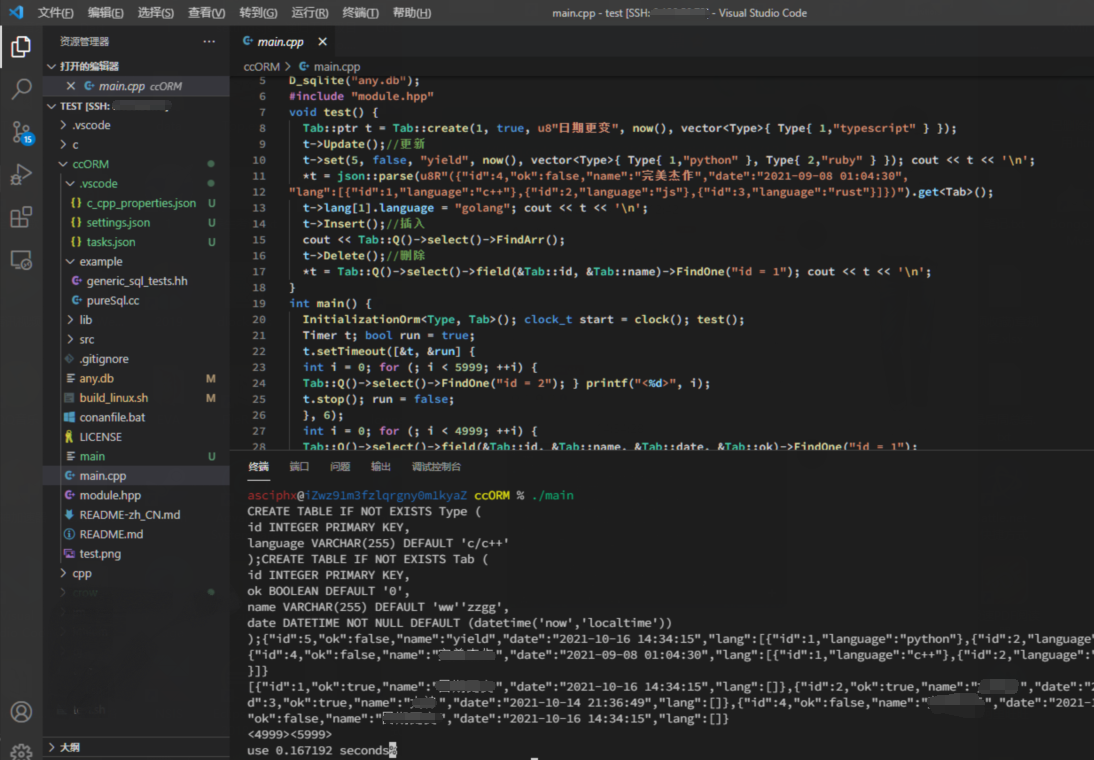 文件(F) 编辑(E) 选择(S) 查看(V) 转到(G) 运行(R) 终端(T) 帮助(H) main.cpp - test [SSH: ] - Visual Studio Code
资源管理器 ···
打开的编辑器
main.cpp ccORM
TEST [SSH: ]
.vscode
c
ccORM
.vscode
{} c_cpp_properties.json U
{} settings.json U
{} tasks.json U
example
generic_sql_tests.hh
pureSql.cc
lib
src
.gitignore
any.db M
build_linux.sh M
conanfile.bat
LICENSE
main U
main.cpp
module.hpp
README-zh_CN.md
README.md
test.png
cpp
大纲
15
main.cpp
ccORM > main.cpp
5 D_sqlite("any.db");
6 #include "module.hpp"
7 void test() {
8 Tab::ptr t = Tab::create(1, true, u8"日期更变", now(), vector<Type>{ Type{ 1,"typescript" } });
9 t->Update();//更新
10 t->set(5, false, "yield", now(), vector<Type>{ Type{ 1,"python" }, Type{ 2,"ruby" } }); cout << t << '\n';
11 *t = json::parse(u8R"({"id":4,"ok":false,"name":"完美杰作","date":"2021-09-08 01:04:30",
12 "lang":[{"id":1,"language":"c++"},{"id":2,"language":"js"},{"id":3,"language":"rust"}]})").get<Tab>();
13 t->lang[1].language = "golang"; cout << t << '\n';
14 t->Insert();//插入
15 cout << Tab::Q()->select()->FindArr();
16 t->Delete();//删除
17 *t = Tab::Q()->select()->field(&Tab::id, &Tab::name)->FindOne("id = 1"); cout << t << '\n';
18 }
19 int main() {
20 InitializationOrm<Type, Tab>(); clock_t start = clock(); test();
21 Timer t; bool run = true;
22 t.setTimeout([&t, &run] {
23 int i = 0; for (; i < 5999; ++i) {
24 Tab::Q()->select()->FindOne("id = 2"); } printf("<%d>", i);
25 t.stop(); run = false;
26 }, 6);
27 int i = 0; for (; i < 4999; ++i) {
28 Tab::Q()->select()->field(&Tab::id, &Tab::name, &Tab::date, &Tab::ok)->FindOne("id = 1");
终端 端口 问题 输出 调试控制台
asciphx@iZwz91m3fzlqrgny0m1kyaZ ccORM % ./main
CREATE TABLE IF NOT EXISTS Type (
id INTEGER PRIMARY KEY,
language VARCHAR(255) DEFAULT 'c/c++'
);CREATE TABLE IF NOT EXISTS Tab (
id INTEGER PRIMARY KEY,
ok BOOLEAN DEFAULT '0',
name VARCHAR(255) DEFAULT 'ww''zzgg',
date DATETIME NOT NULL DEFAULT (datetime('now','localtime'))
);{"id":5,"ok":false,"name":"yield","date":"2021-10-16 14:34:15","lang":[{"id":1,"language":"python"},{"id":2,"language"
{"id":4,"ok":false,"name":" ","date":"2021-09-08 01:04:30","lang":[{"id":1,"language":"c++"},{"id":2,"language":"
}]}
[{"id":1,"ok":true,"name":" ","date":"2021-10-16 14:34:15","lang":[]},{"id":2,"ok":true,"name":" ","date":"2
d":3,"ok":true,"name":" ","date":"2021-10-14 21:36:49","lang":[]},{"id":4,"ok":false,"name":" ","date":"2021-1
"ok":false,"name":" ","date":"2021-10-16 14:34:15","lang":[]}
<4999><5999>
use 0.167192 seconds